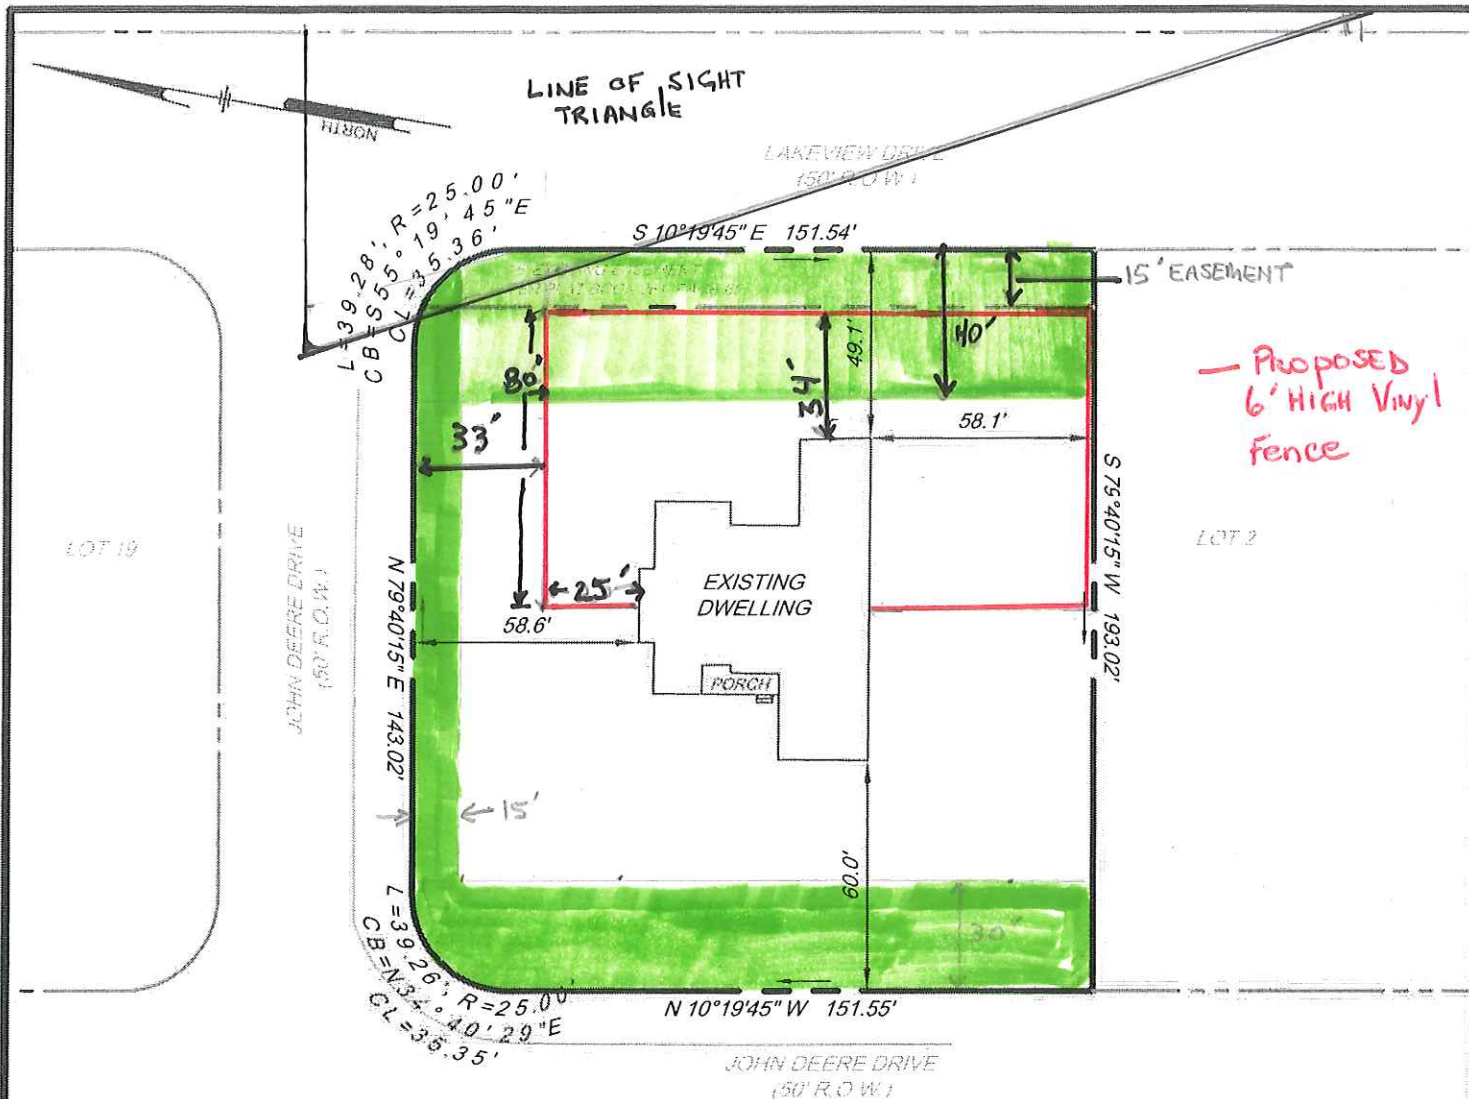 LINE OF SIGHT
TRIANGLE
NORTH
LAKEVIEW DRIVE
(50' R.O.W.)
L=39.28', R=25.00'
CB=S55°19'45"E
CL=35.36'
S 10°19'45" E 151.54'
15' EASEMENT
40'
49.1'
34'
80'
33'
58.1'
— PROPOSED
6' HIGH VINYL
FENCE
S 79°40'15" W 193.02'
LOT 19
LOT 2
JOHN DEERE DRIVE
(50' R.O.W.)
N 79°40'15" E 143.02'
25'
58.6'
EXISTING
DWELLING
PORCH
15'
60.0'
30'
L=39.26', R=25.00'
CB=N34°40'29"E
CL=35.35'
N 10°19'45" W 151.55'
JOHN DEERE DRIVE
(50' R.O.W.)